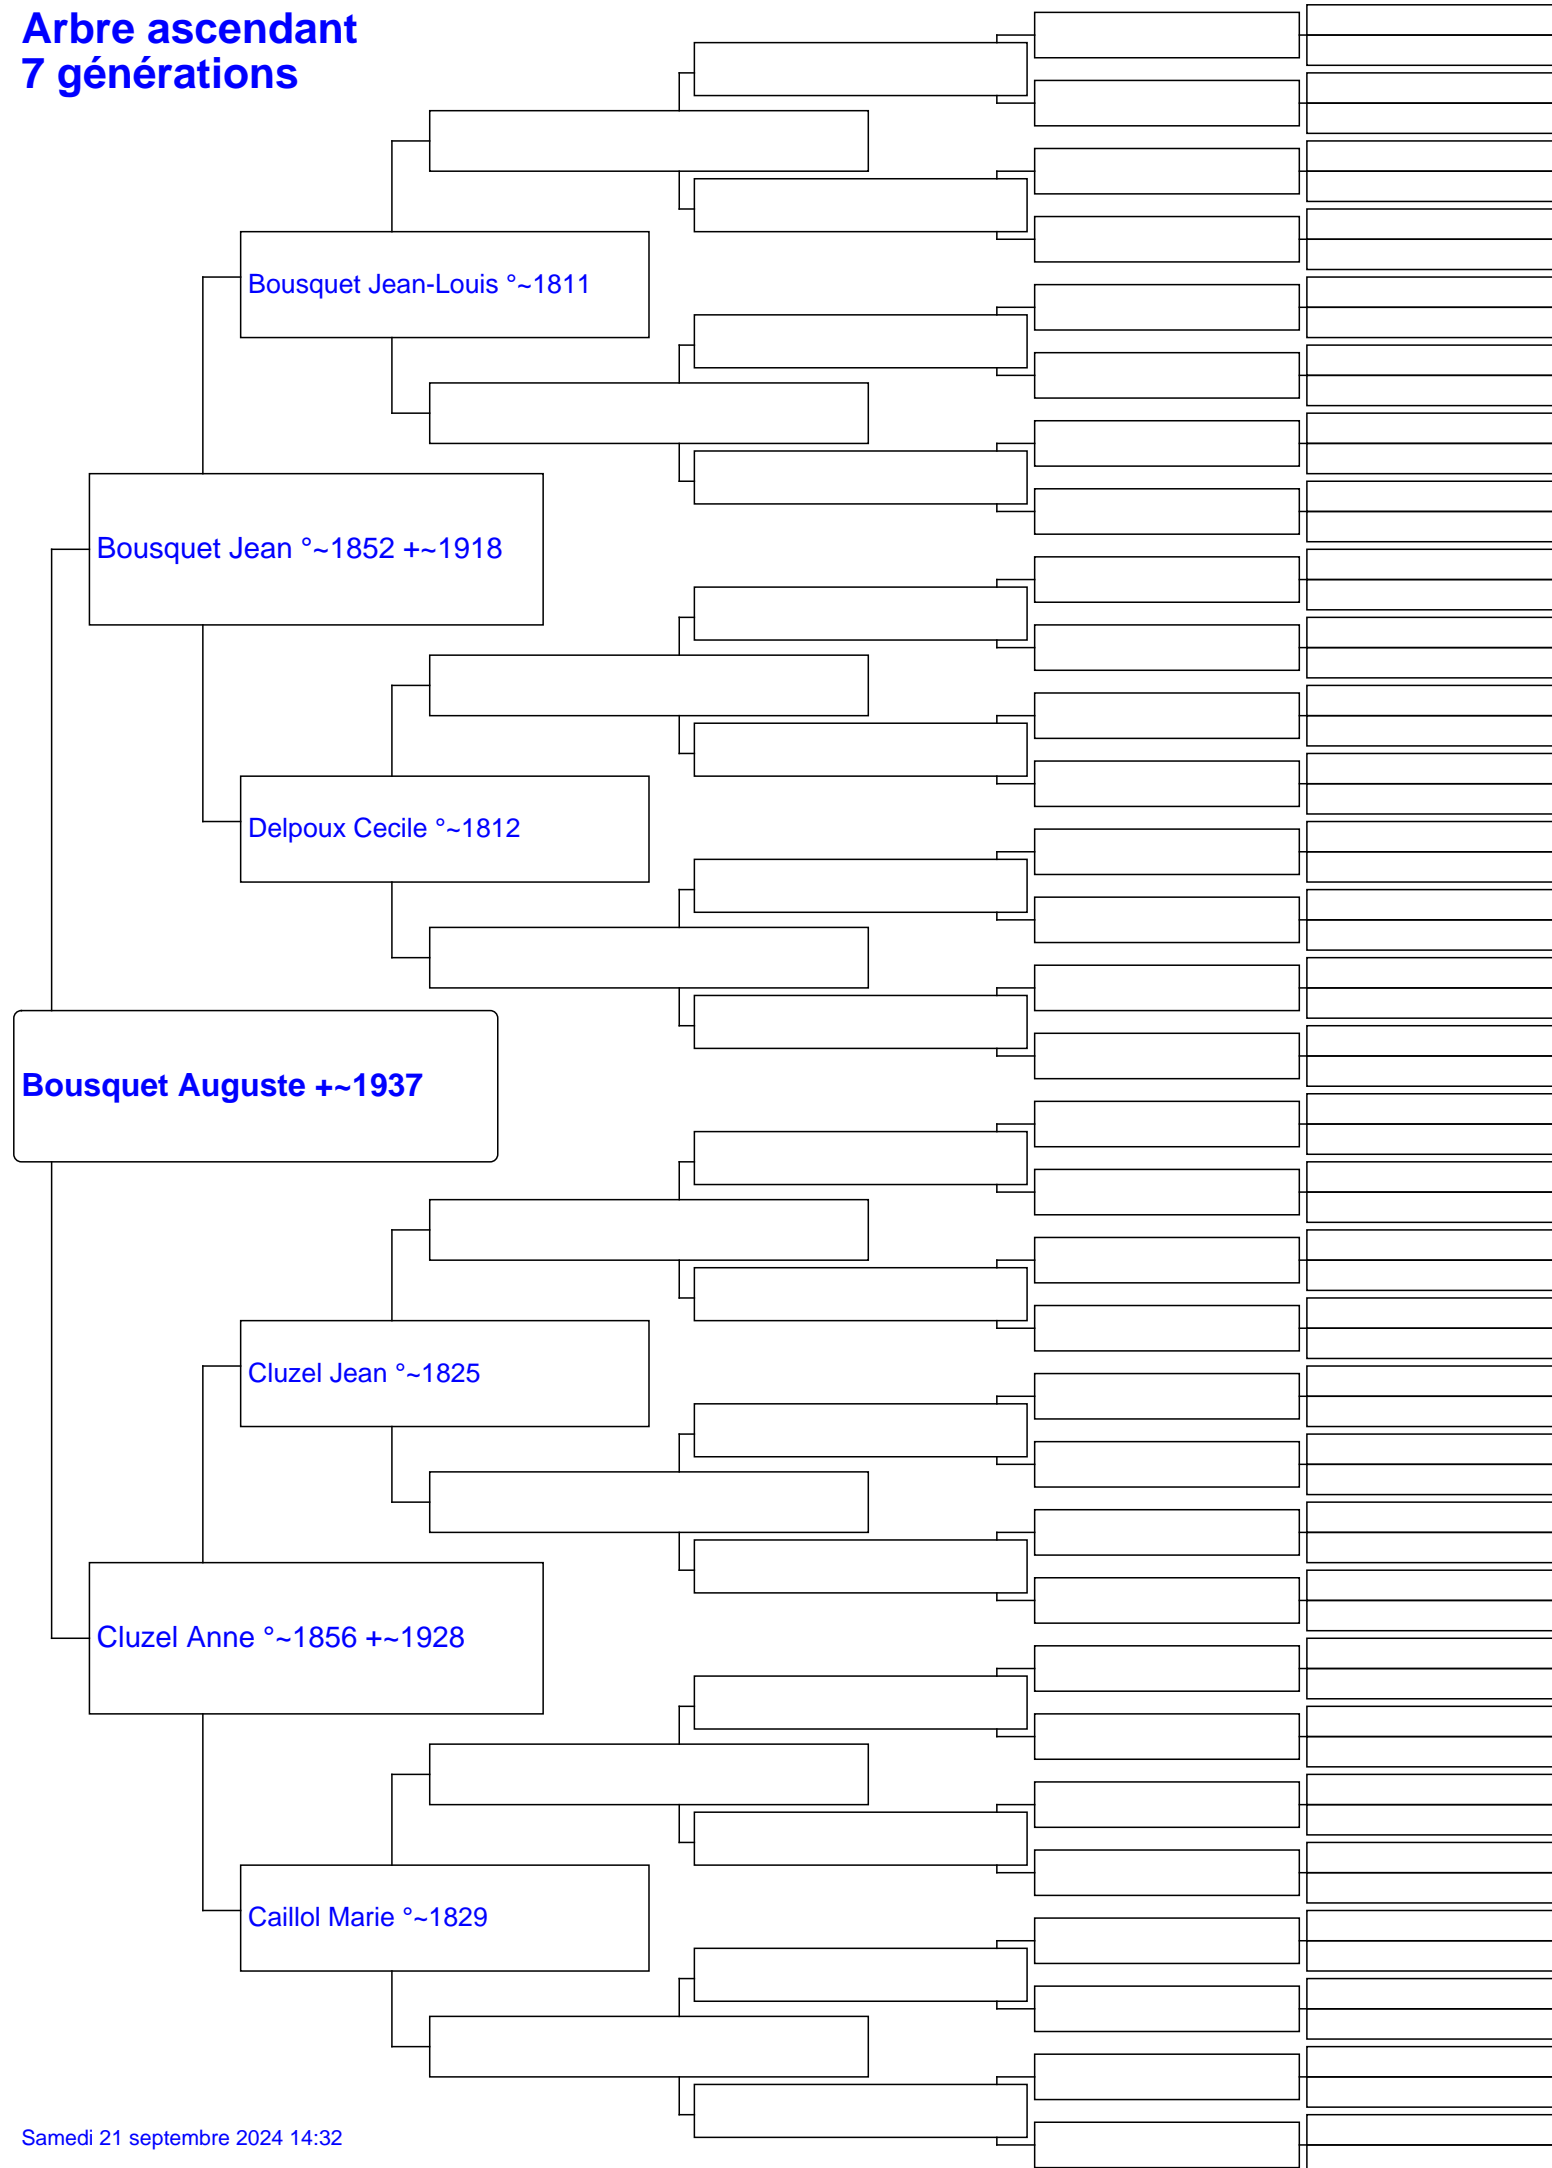 Arbre ascendant
7 générations
Bousquet Jean-Louis °~1811
Bousquet Jean °~1852 +~1918
Delpoux Cecile °~1812
Bousquet Auguste +~1937
Cluzel Jean °~1825
Cluzel Anne °~1856 +~1928
Caillol Marie °~1829
Samedi 21 septembre 2024 14:32